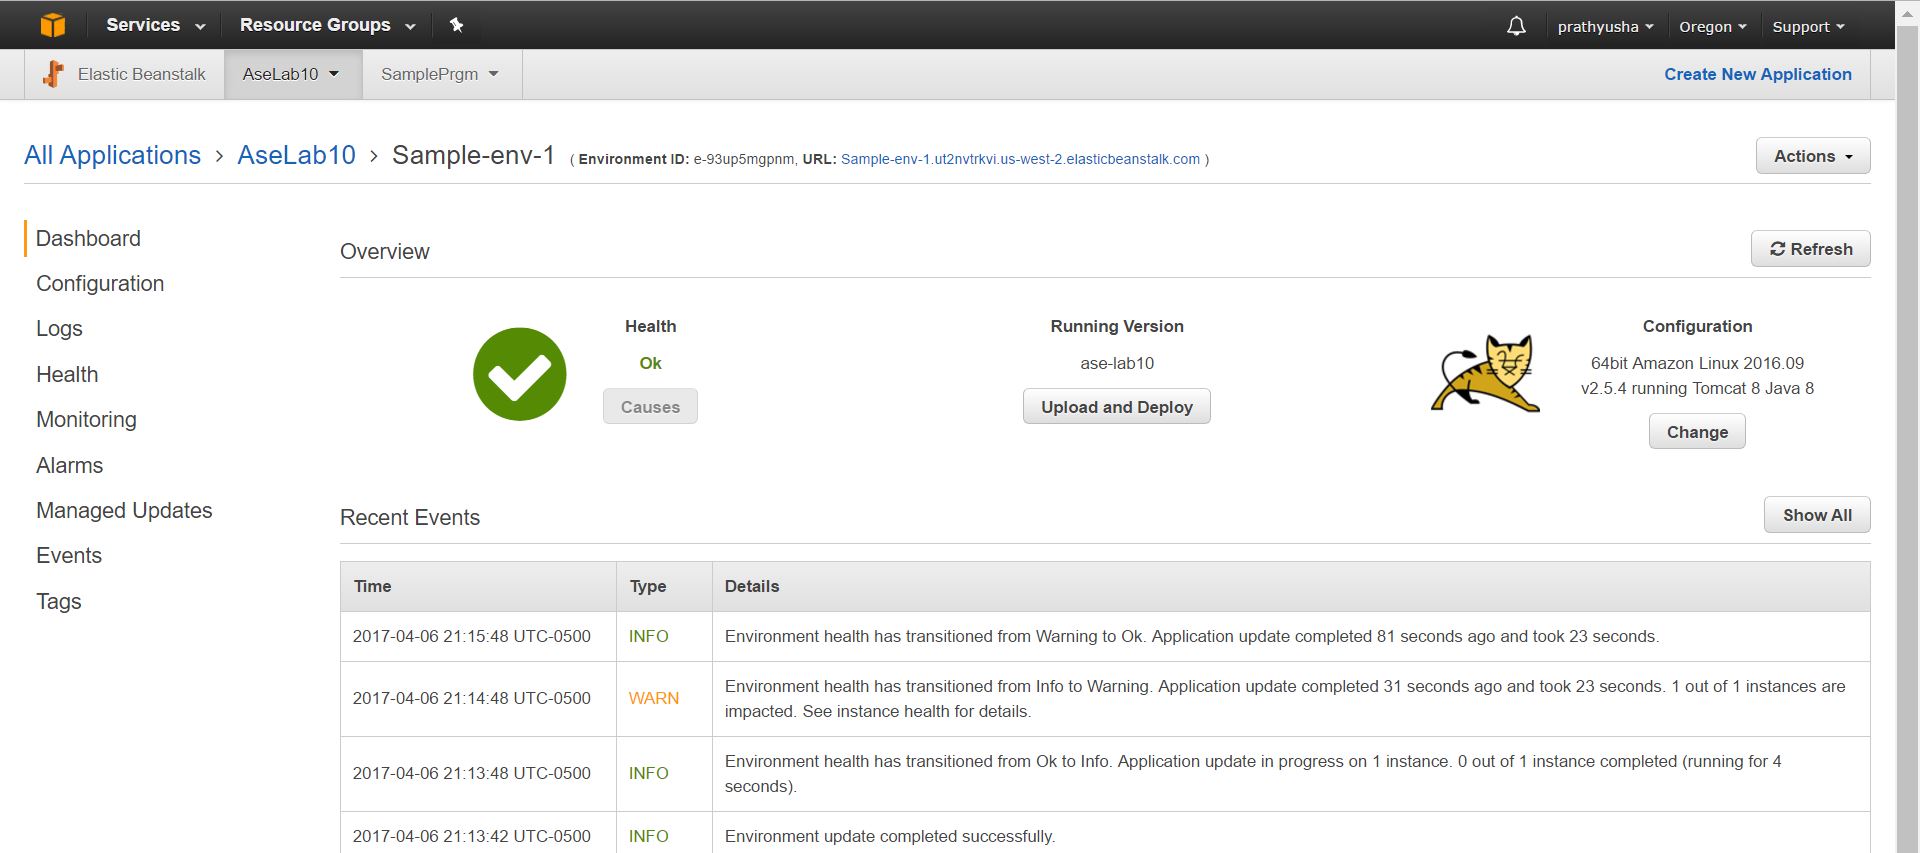 Services Resource Groups prathyusha Oregon Support
Elastic Beanstalk AseLab10 SamplePrgm Create New Application
All Applications › AseLab10 › Sample-env-1 ( Environment ID: e-93up5mgpnm, URL: Sample-env-1.ut2nvtrkvi.us-west-2.elasticbeanstalk.com ) Actions
Dashboard
Configuration
Logs
Health
Monitoring
Alarms
Managed Updates
Events
Tags
Overview Refresh
Health
Ok
Causes
Running Version
ase-lab10
Upload and Deploy
Configuration
64bit Amazon Linux 2016.09
v2.5.4 running Tomcat 8 Java 8
Change
Recent Events Show All
Time Type Details
2017-04-06 21:15:48 UTC-0500 INFO Environment health has transitioned from Warning to Ok. Application update completed 81 seconds ago and took 23 seconds.
2017-04-06 21:14:48 UTC-0500 WARN Environment health has transitioned from Info to Warning. Application update completed 31 seconds ago and took 23 seconds. 1 out of 1 instances are
impacted. See instance health for details.
2017-04-06 21:13:48 UTC-0500 INFO Environment health has transitioned from Ok to Info. Application update in progress on 1 instance. 0 out of 1 instance completed (running for 4
seconds).
2017-04-06 21:13:42 UTC-0500 INFO Environment update completed successfully.